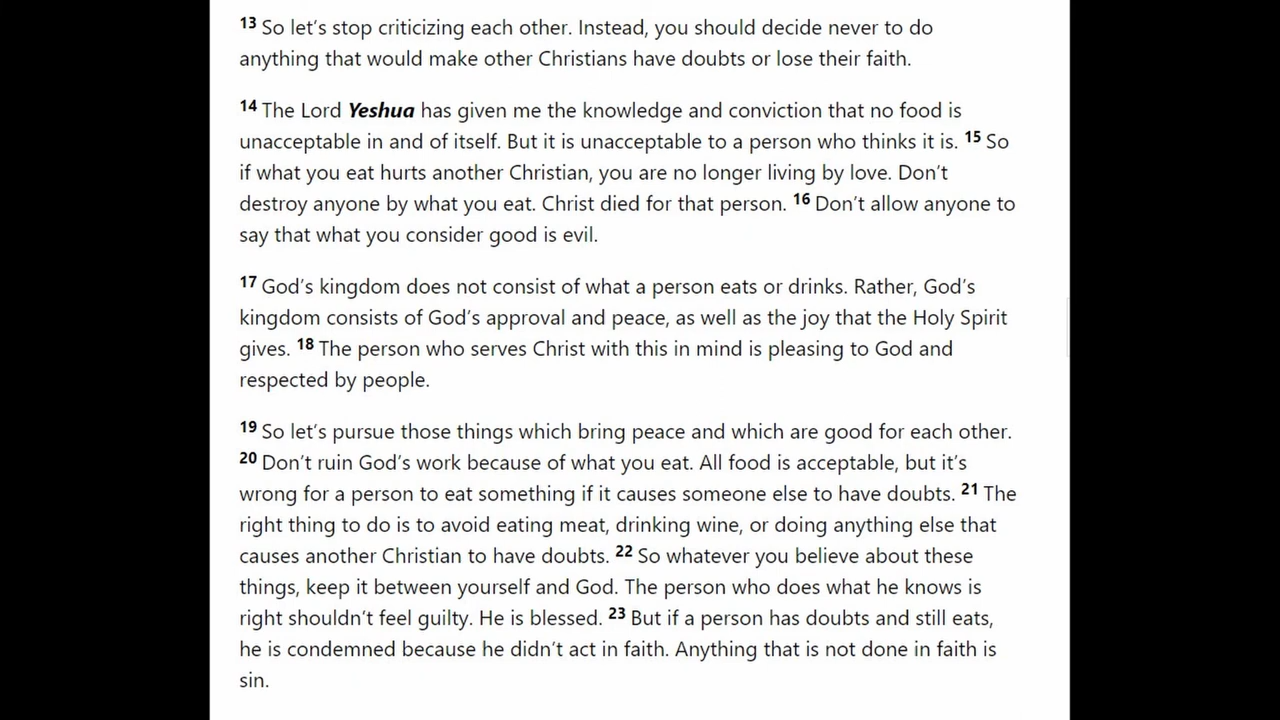 13 So let’s stop criticizing each other. Instead, you should decide never to do
anything that would make other Christians have doubts or lose their faith.
14 The Lord Yeshua has given me the knowledge and conviction that no food is
unacceptable in and of itself. But it is unacceptable to a person who thinks it is. 15 So
if what you eat hurts another Christian, you are no longer living by love. Don’t
destroy anyone by what you eat. Christ died for that person. 16 Don’t allow anyone to
say that what you consider good is evil.
17 God’s kingdom does not consist of what a person eats or drinks. Rather, God’s
kingdom consists of God’s approval and peace, as well as the joy that the Holy Spirit
gives. 18 The person who serves Christ with this in mind is pleasing to God and
respected by people.
19 So let’s pursue those things which bring peace and which are good for each other.
20 Don’t ruin God’s work because of what you eat. All food is acceptable, but it’s
wrong for a person to eat something if it causes someone else to have doubts. 21 The
right thing to do is to avoid eating meat, drinking wine, or doing anything else that
causes another Christian to have doubts. 22 So whatever you believe about these
things, keep it between yourself and God. The person who does what he knows is
right shouldn’t feel guilty. He is blessed. 23 But if a person has doubts and still eats,
he is condemned because he didn’t act in faith. Anything that is not done in faith is
sin.